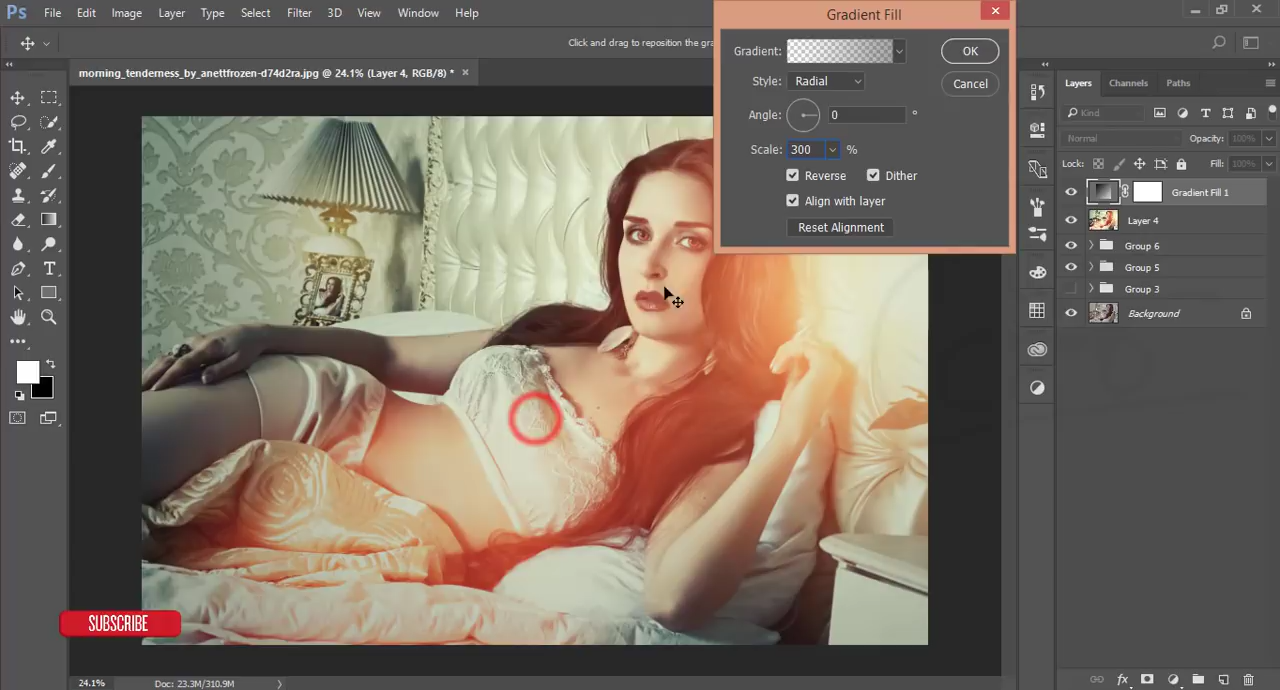 Ps File Edit Image Layer Type Select Filter 3D View Window Help
Gradient Fill
Click and drag to reposition the gra
Gradient:
OK
Style: Radial
Cancel
Angle: 0 °
Scale: 300 %
Reverse Dither
Align with layer
Reset Alignment
morning_tenderness_by_anettfrozen-d74d2ra.jpg @ 24.1% (Layer 4, RGB/8) * ×
Layers Channels Paths
Kind
Normal Opacity: 100%
Lock: Fill: 100%
Gradient Fill 1
Layer 4
Group 6
Group 5
Group 3
Background
SUBSCRIBE
24.1% Doc: 23.3M/310.9M